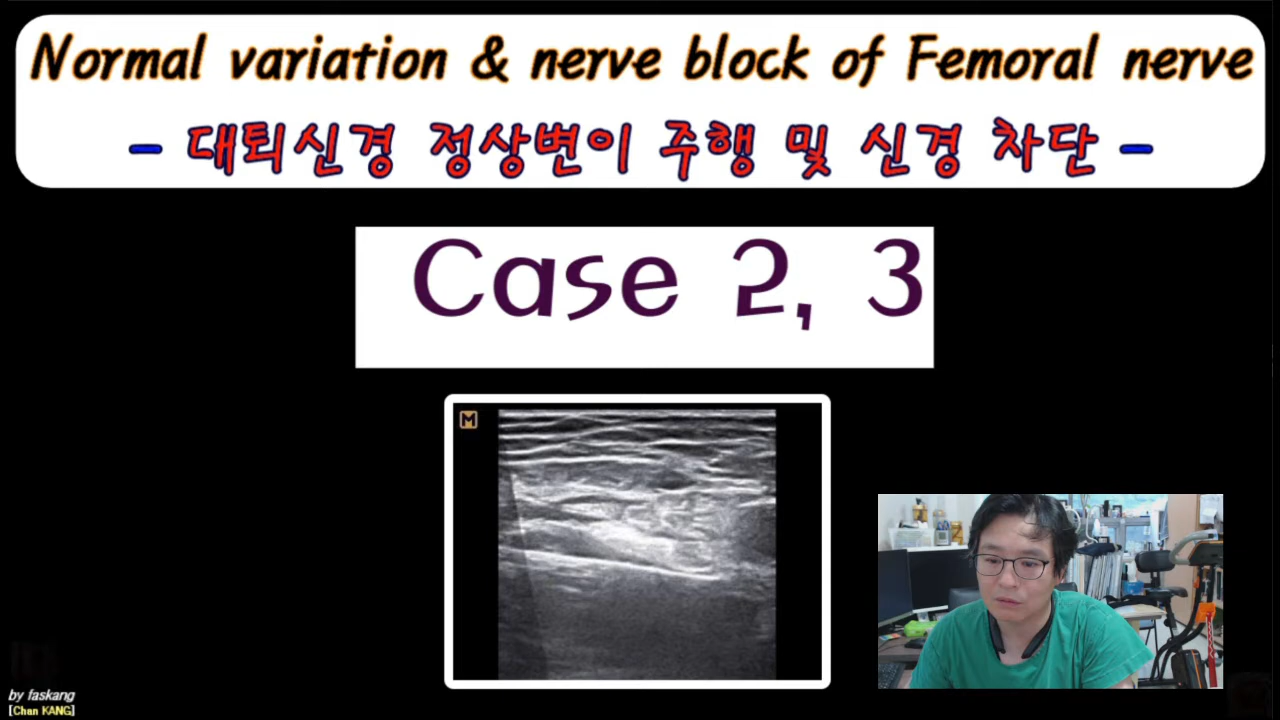 Normal variation & nerve block of Femoral nerve
- 대퇴신경 정상변이 주행 및 신경 차단 -
Case 2, 3
M
by faskang
[Chan KANG]